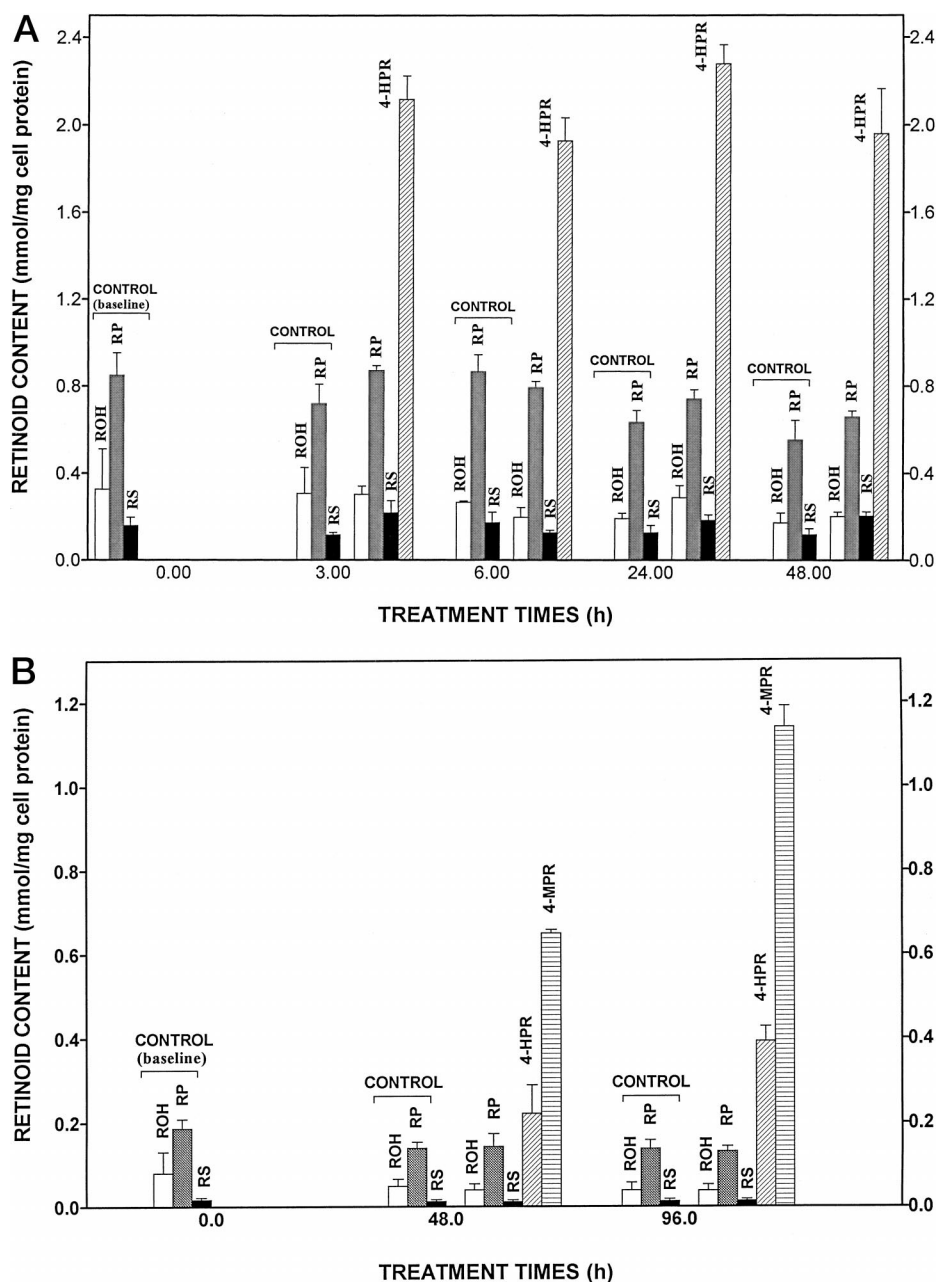 A
RETINOID CONTENT (mmol/mg cell protein)
2.4
2.0
1.6
1.2
0.8
0.4
0.0
2.4
2.0
1.6
1.2
0.8
0.4
0.0
CONTROL
(baseline)
ROH
RP
RS
CONTROL
ROH
RP
RS
RP
RS
4-HPR
CONTROL
ROH
RP
RS
ROH
RP
RS
4-HPR
CONTROL
ROH
RP
RS
ROH
RP
RS
4-HPR
CONTROL
ROH
RP
RS
ROH
RP
RS
4-HPR
0.00 3.00 6.00 24.00 48.00
TREATMENT TIMES (h)
B
RETINOID CONTENT (mmol/mg cell protein)
1.2
1.0
0.8
0.6
0.4
0.2
0.0
1.2
1.0
0.8
0.6
0.4
0.2
0.0
CONTROL
(baseline)
ROH
RP
RS
CONTROL
ROH
RP
RS
ROH
RP
RS
4-HPR
4-MPR
CONTROL
ROH
RP
RS
ROH
RP
RS
4-HPR
4-MPR
0.0 48.0 96.0
TREATMENT TIMES (h)